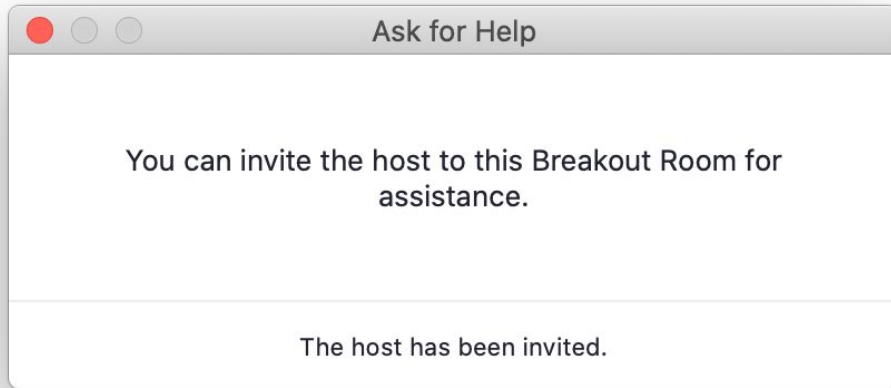 Ask for Help
You can invite the host to this Breakout Room for
assistance.
The host has been invited.